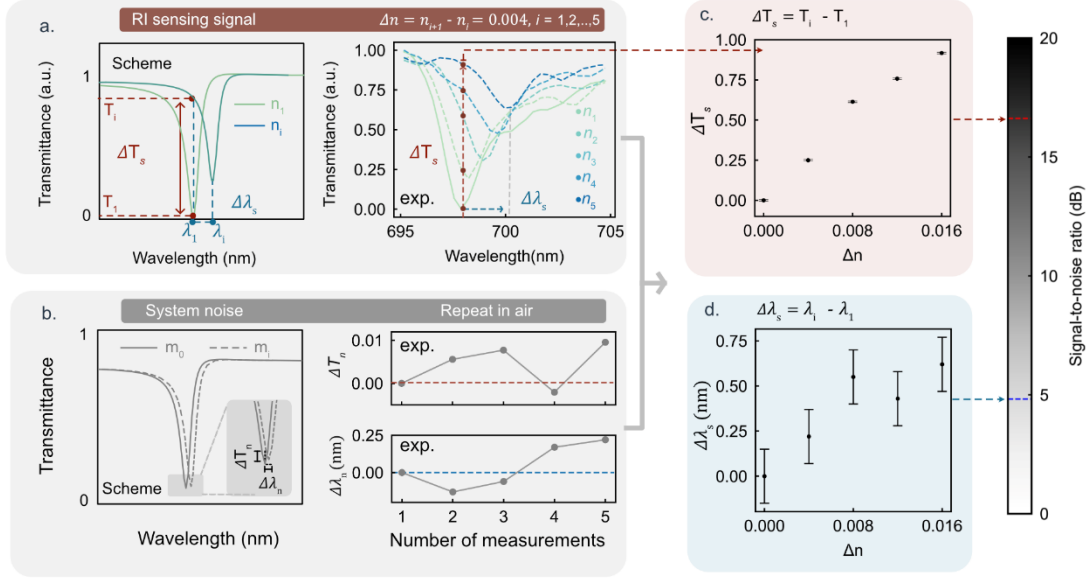 a.
RI sensing signal
Δn = n_{i+1} - n_i = 0.004, i = 1,2,..,5
Scheme
Transmittance (a.u.)
1
0
T_i
T_1
ΔT_s
n_1
n_i
Δλ_s
λ_1
λ_i
Wavelength (nm)
Transmittance (a.u.)
1.00
0.75
0.50
0.25
0.00
ΔT_s
exp.
Δλ_s
n_1
n_2
n_3
n_4
n_5
695
700
705
Wavelength(nm)
b.
System noise
Repeat in air
Transmittance
1
0
m_0
m_i
Scheme
ΔT_n
Δλ_n
Wavelength (nm)
ΔT_n
0.01
0.00
exp.
Δλ_n (nm)
0.25
0.00
exp.
1
2
3
4
5
Number of measurements
c.
ΔT_s = T_i - T_1
ΔT_s
1.00
0.75
0.50
0.25
0.00
0.000
0.008
0.016
Δn
d.
Δλ_s = λ_i - λ_1
Δλ_s (nm)
0.75
0.50
0.25
0.00
0.000
0.008
0.016
Δn
20
15
10
5
0
Signal-to-noise ratio (dB)